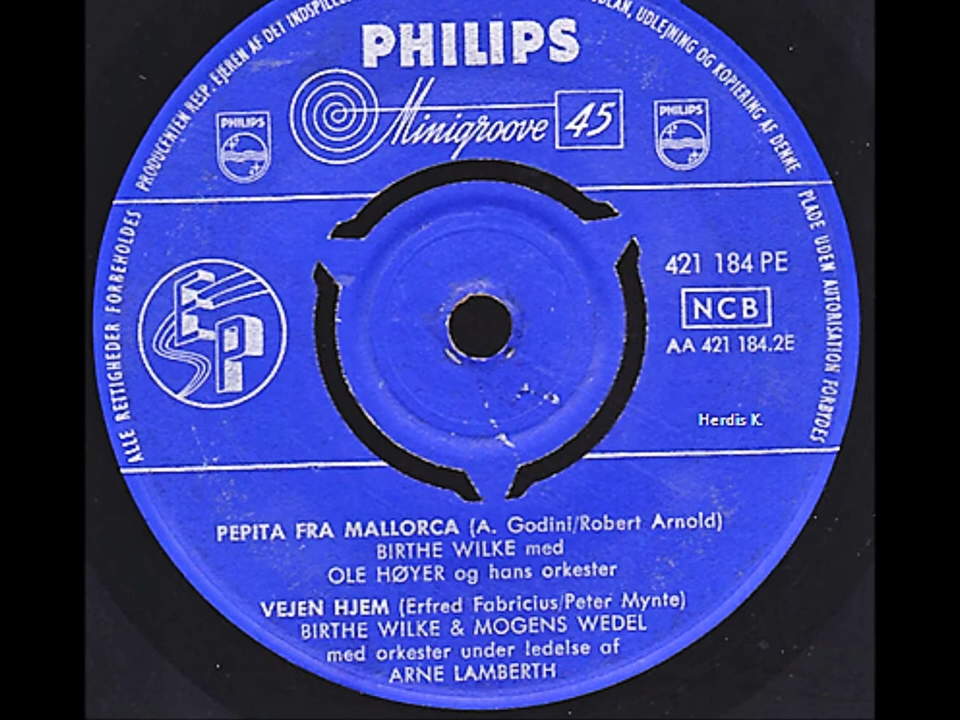 PRODUCENTEN RESP. EJEREN AF DET INDSPILLEDE
UDLEJNING OG KOPIERING AF DENNE
PLADE UDEN AUTORISATION FORBYDES
ALLE RETTIGHEDER FORBEHOLDES
PHILIPS
Minigroove 45
PHILIPS
PHILIPS
EP
421 184 PE
NCB
AA 421 184.2E
Herdis K.
PEPITA FRA MALLORCA (A. Godini/Robert Arnold)
BIRTHE WILKE med
OLE HØYER og hans orkester
VEJEN HJEM (Erfred Fabricius/Peter Mynte)
BIRTHE WILKE & MOGENS WEDEL
med orkester under ledelse af
ARNE LAMBERTH